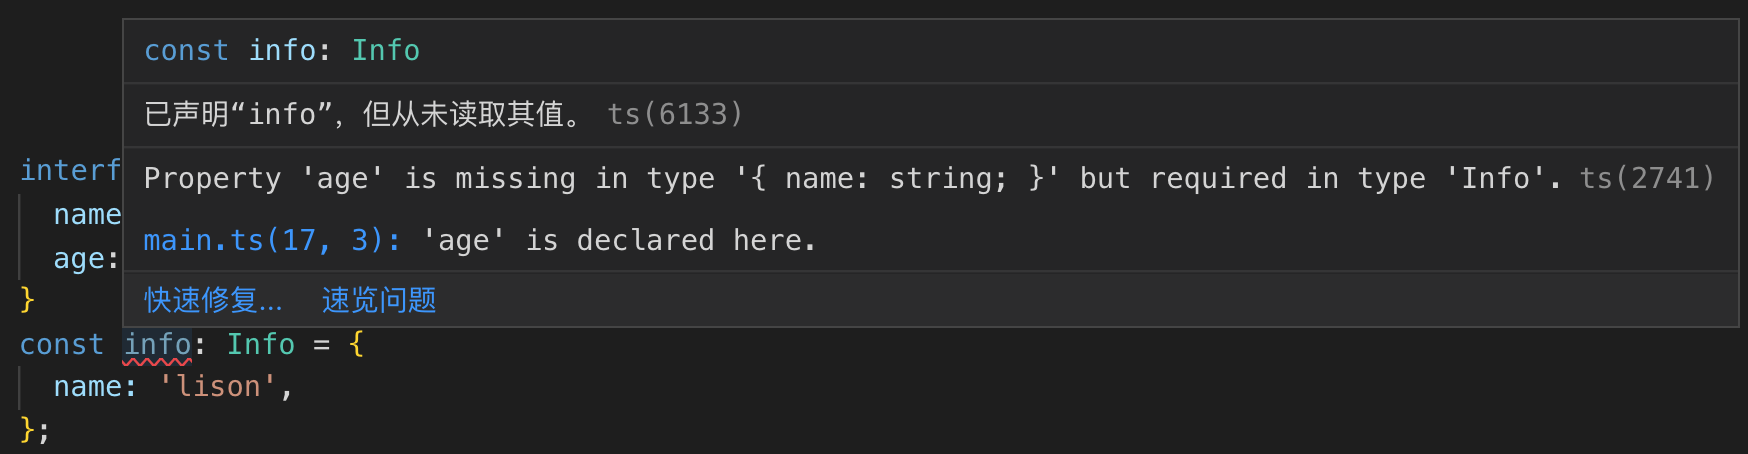 const info: Info
已声明“info”，但从未读取其值。 ts(6133)
Property 'age' is missing in type '{ name: string; }' but required in type 'Info'. ts(2741)
main.ts(17, 3): 'age' is declared here.
快速修复... 速览问题
interf
name
age:
}
const info: Info = {
name: 'lison',
};